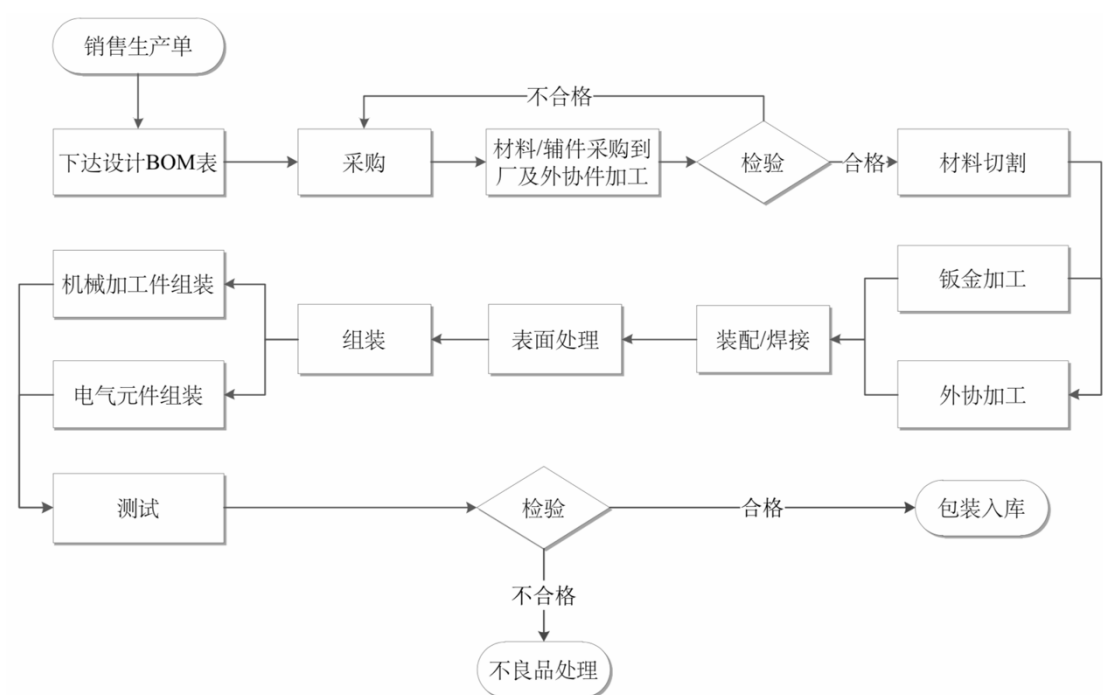 销售生产单
不合格
下达设计BOM表
采购
材料/辅件采购到
厂及外协件加工
检验
合格
材料切割
机械加工件组装
组装
表面处理
装配/焊接
钣金加工
电气元件组装
外协加工
测试
检验
合格
包装入库
不合格
不良品处理